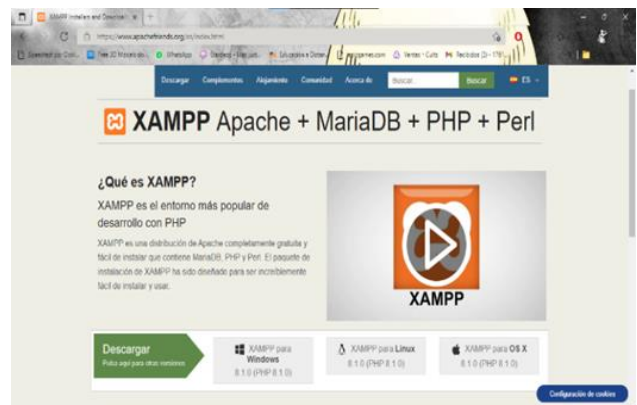 XAMPP Installers and Downloads
https://www.apachefriends.org/es/index.html
WhatsApp
Descargar Complementos Alojamiento Comunidad Acerca de Buscar... Buscar ES
XAMPP Apache + MariaDB + PHP + Perl
¿Qué es XAMPP?
XAMPP es el entorno más popular de
desarrollo con PHP
XAMPP es una distribución de Apache completamente gratuita y
fácil de instalar que contiene MariaDB, PHP y Perl. El paquete de
instalación de XAMPP ha sido diseñado para ser increíblemente
fácil de instalar y usar.
XAMPP
Descargar
Pulsa aquí para otras versiones
XAMPP para
Windows
8.1.0 (PHP 8.1.0)
XAMPP para Linux
8.1.0 (PHP 8.1.0)
XAMPP para OS X
8.1.0 (PHP 8.1.0)
Configuración de cookies